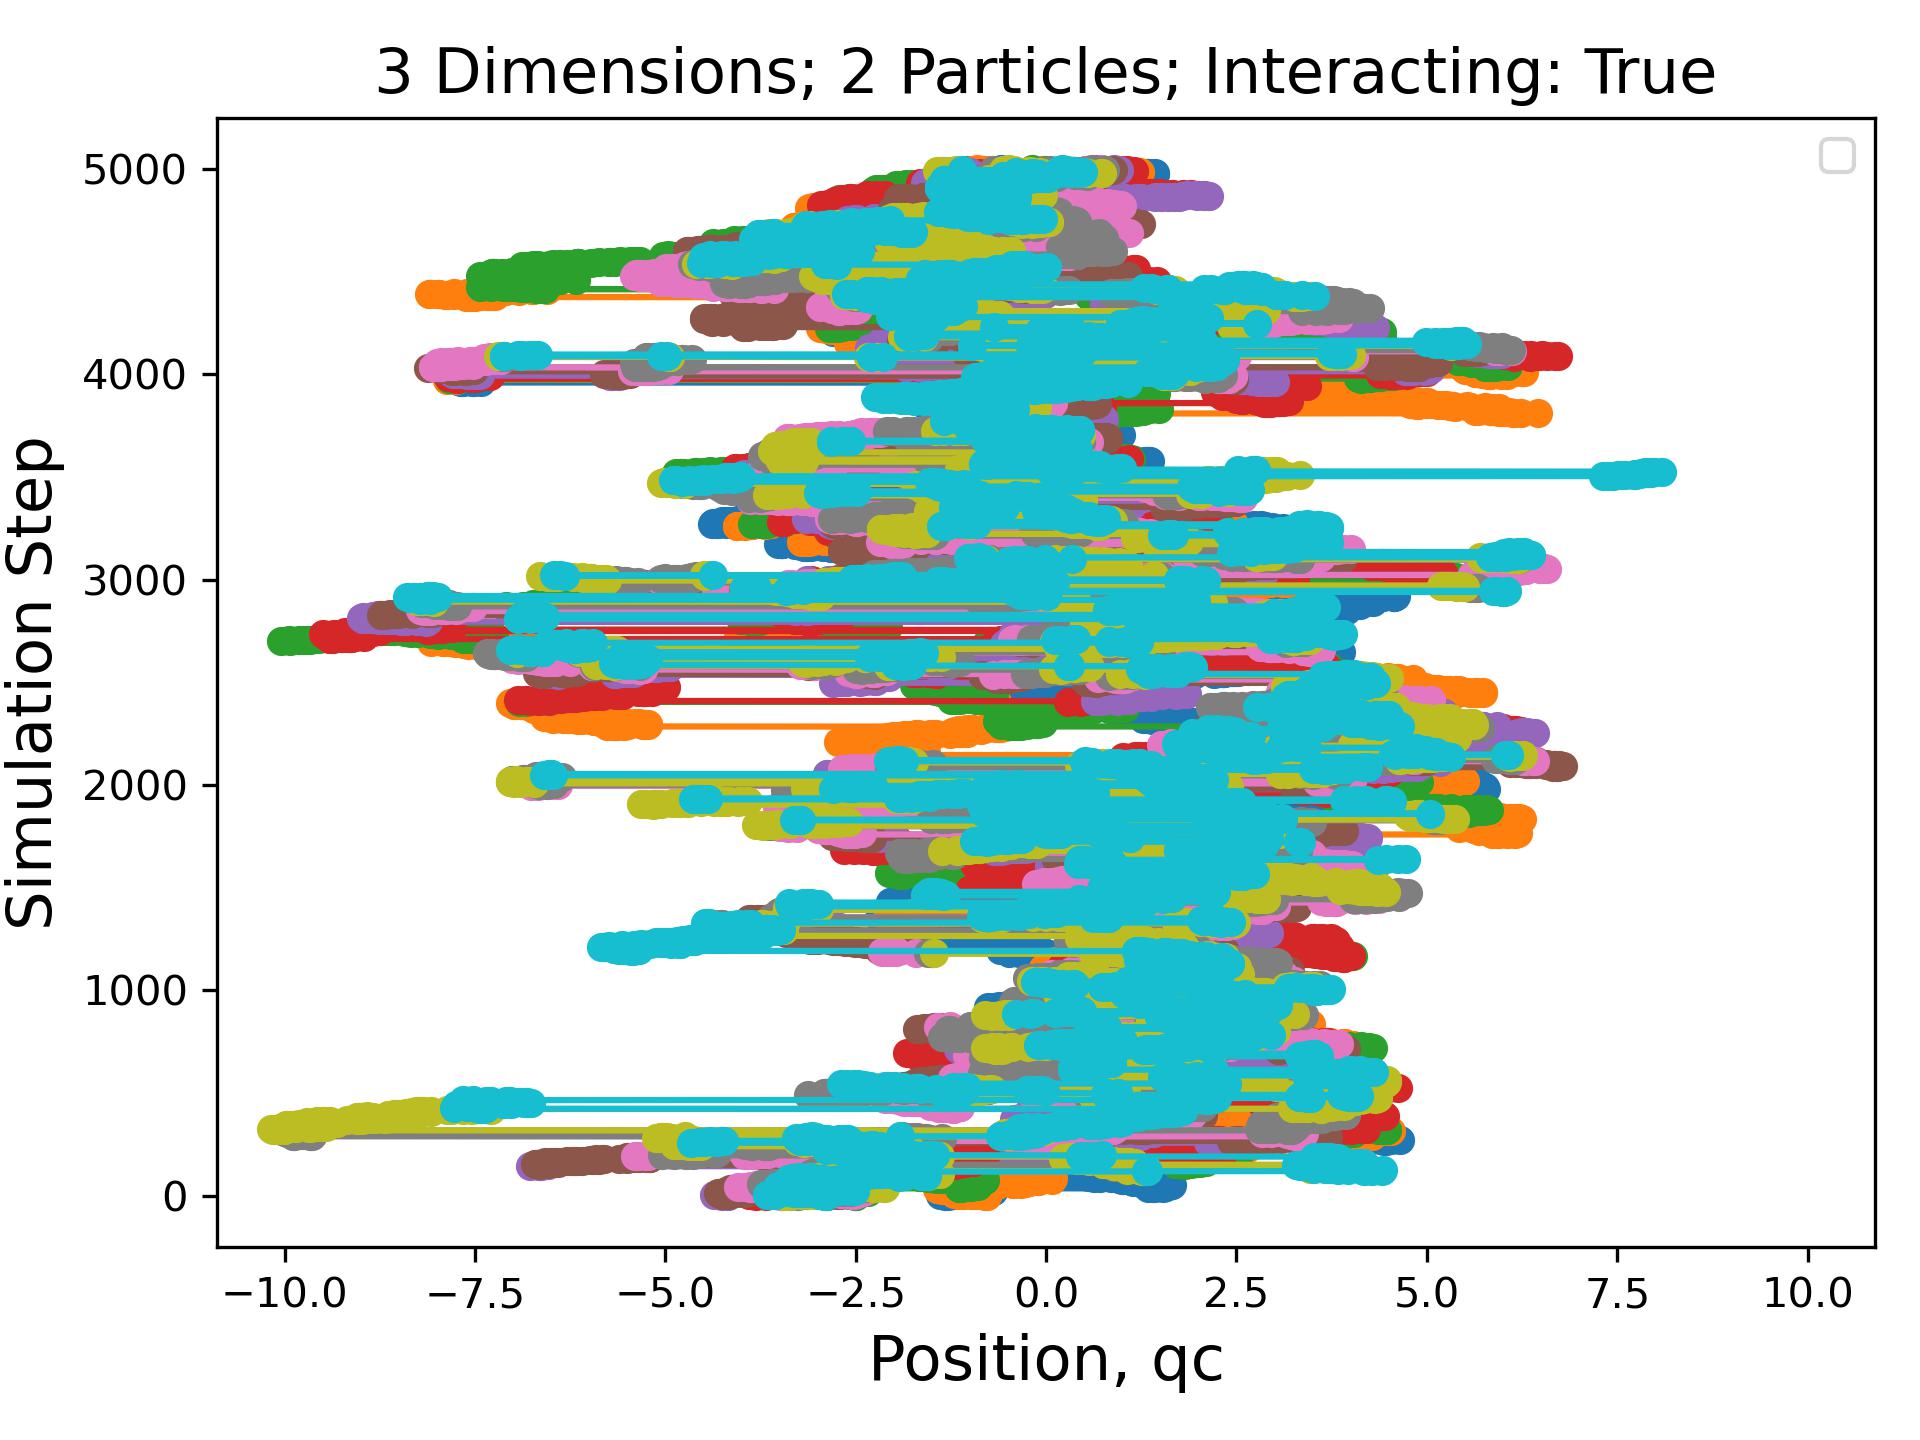 3 Dimensions; 2 Particles; Interacting: True
Simulation Step
5000
4000
3000
2000
1000
0
−10.0 −7.5 −5.0 −2.5 0.0 2.5 5.0 7.5 10.0
Position, qc